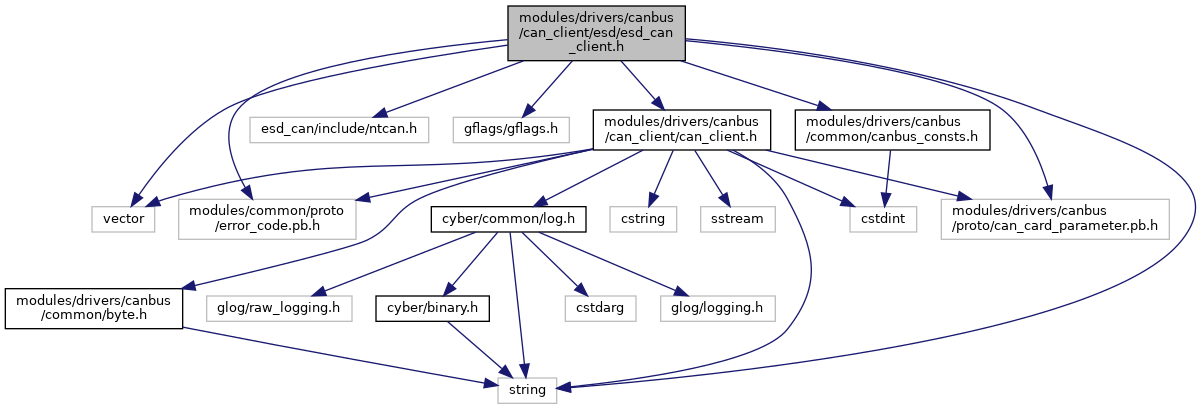 modules/drivers/canbus
/can_client/esd/esd_can
_client.h
esd_can/include/ntcan.h
gflags/gflags.h
modules/drivers/canbus
/can_client/can_client.h
modules/drivers/canbus
/common/canbus_consts.h
vector
modules/common/proto
/error_code.pb.h
cyber/common/log.h
cstring
sstream
cstdint
modules/drivers/canbus
/proto/can_card_parameter.pb.h
modules/drivers/canbus
/common/byte.h
glog/raw_logging.h
cyber/binary.h
cstdarg
glog/logging.h
string